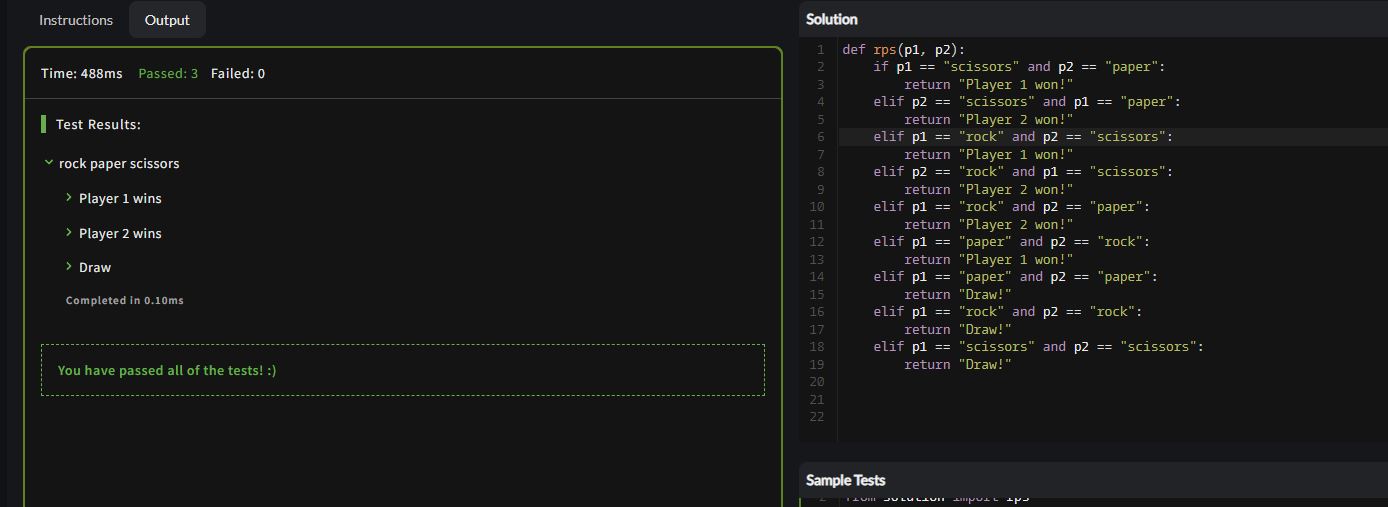 Instructions
Output
Time: 488ms Passed: 3 Failed: 0
Test Results:
rock paper scissors
Player 1 wins
Player 2 wins
Draw
Completed in 0.10ms
You have passed all of the tests! :)
Solution
1 def rps(p1, p2):
2     if p1 == "scissors" and p2 == "paper":
3         return "Player 1 won!"
4     elif p2 == "scissors" and p1 == "paper":
5         return "Player 2 won!"
6     elif p1 == "rock" and p2 == "scissors":
7         return "Player 1 won!"
8     elif p2 == "rock" and p1 == "scissors":
9         return "Player 2 won!"
10     elif p1 == "rock" and p2 == "paper":
11         return "Player 2 won!"
12     elif p1 == "paper" and p2 == "rock":
13         return "Player 1 won!"
14     elif p1 == "paper" and p2 == "paper":
15         return "Draw!"
16     elif p1 == "rock" and p2 == "rock":
17         return "Draw!"
18     elif p1 == "scissors" and p2 == "scissors":
19         return "Draw!"
20
21
22
Sample Tests
2 from solution import rps